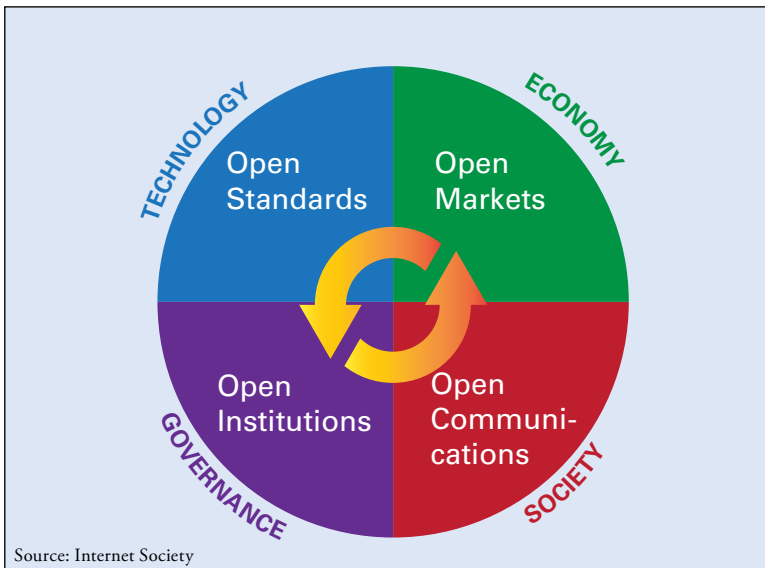 TECHNOLOGY
ECONOMY
Open
Standards
Open
Markets
Open
Institutions
Open
Communi-
cations
GOVERNANCE
SOCIETY
Source: Internet Society